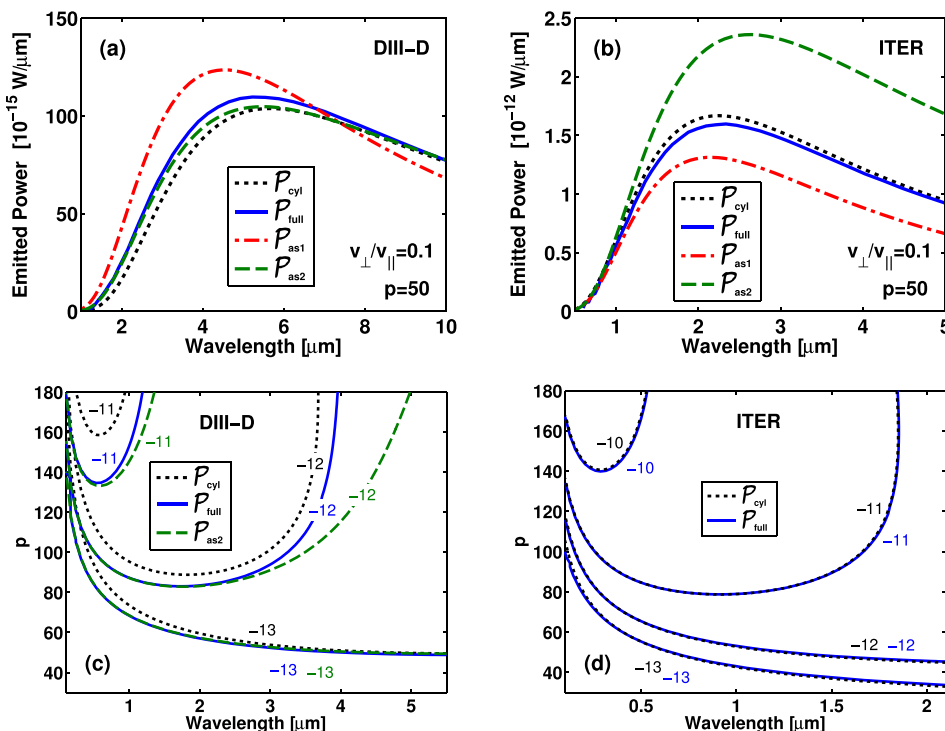 (a)
DIII−D
Emitted Power [10⁻¹⁵ W/μm]
150
100
50
0
P_cyl
P_full
P_as1
P_as2
v⊥/v||=0.1
p=50
2 4 6 8 10
Wavelength [μm]
(b)
ITER
Emitted Power [10⁻¹² W/μm]
2.5
2
1.5
1
0.5
0
P_cyl
P_full
P_as1
P_as2
v⊥/v||=0.1
p=50
1 2 3 4 5
Wavelength [μm]
(c)
DIII−D
p
180
160
140
120
100
80
60
40
−11
−11
−11
−12
−12
−12
−13
−13
−13
P_cyl
P_full
P_as2
1 2 3 4 5
Wavelength [μm]
(d)
ITER
p
180
160
140
120
100
80
60
40
−10
−10
−11
−11
−12
−12
−13
−13
P_cyl
P_full
0.5 1 1.5 2
Wavelength [μm]